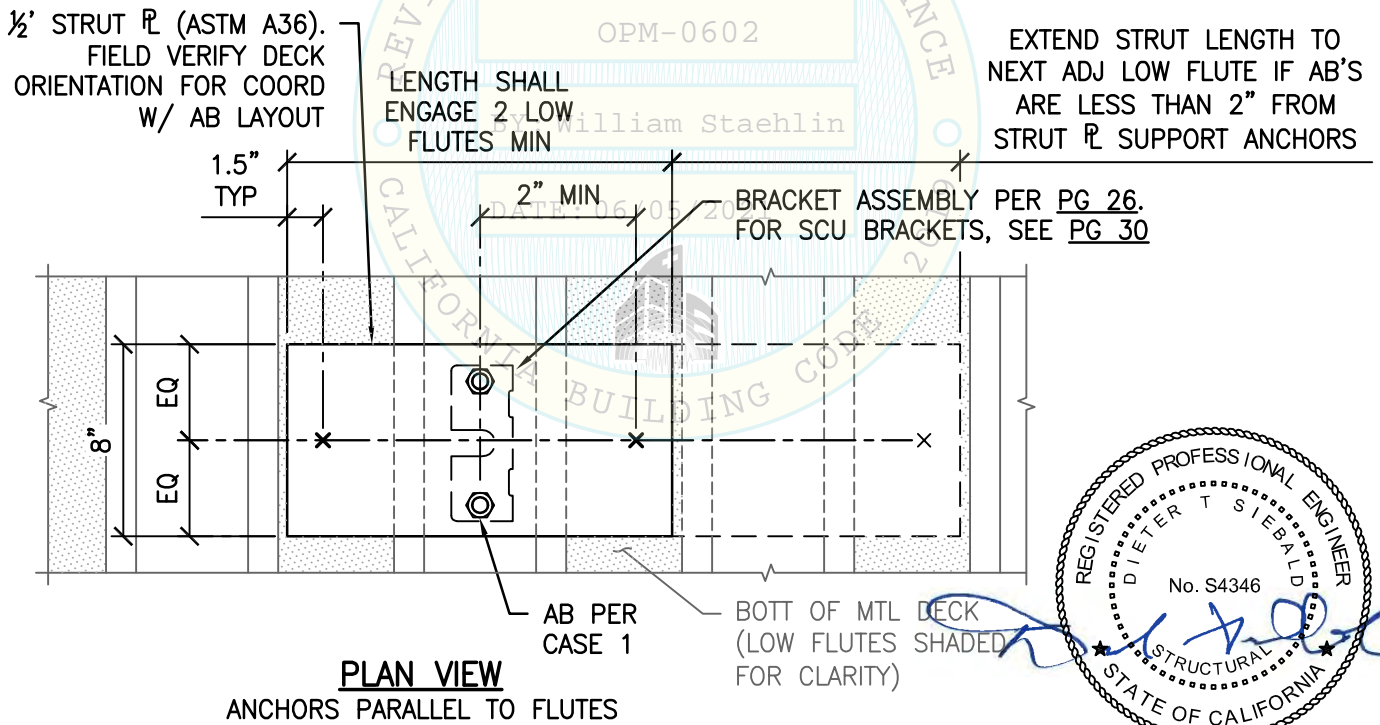 ½' STRUT ⅊ (ASTM A36).
FIELD VERIFY DECK
ORIENTATION FOR COORD
W/ AB LAYOUT
LENGTH SHALL
ENGAGE 2 LOW
FLUTES MIN
EXTEND STRUT LENGTH TO
NEXT ADJ LOW FLUTE IF AB'S
ARE LESS THAN 2" FROM
STRUT ⅊ SUPPORT ANCHORS
OPM-0602
BY: William Staehlin
DATE: 06/05/2021
CALIFORNIA BUILDING CODE 2019
1.5"
TYP
2" MIN
BRACKET ASSEMBLY PER PG 26.
FOR SCU BRACKETS, SEE PG 30
8"
EQ
EQ
AB PER
CASE 1
BOTT OF MTL DECK
(LOW FLUTES SHADED
FOR CLARITY)
PLAN VIEW
ANCHORS PARALLEL TO FLUTES
REGISTERED PROFESSIONAL ENGINEER
DIETER T SIEBALD
No. S4346
STRUCTURAL
STATE OF CALIFORNIA